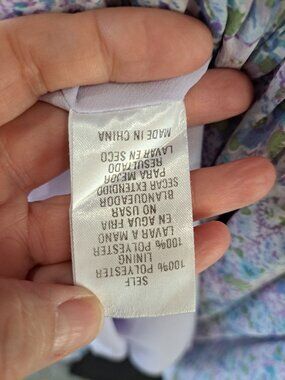 SELF
100% POLYESTER
LINING
100% POLYESTER
LAVAR A MANO
EN AGUA FRIA
NO USAR
BLANQUEADOR
SECAR EXTENDIDO
PARA MEJOR
RESULTADO
LAVAR EN SECO
MADE IN CHINA